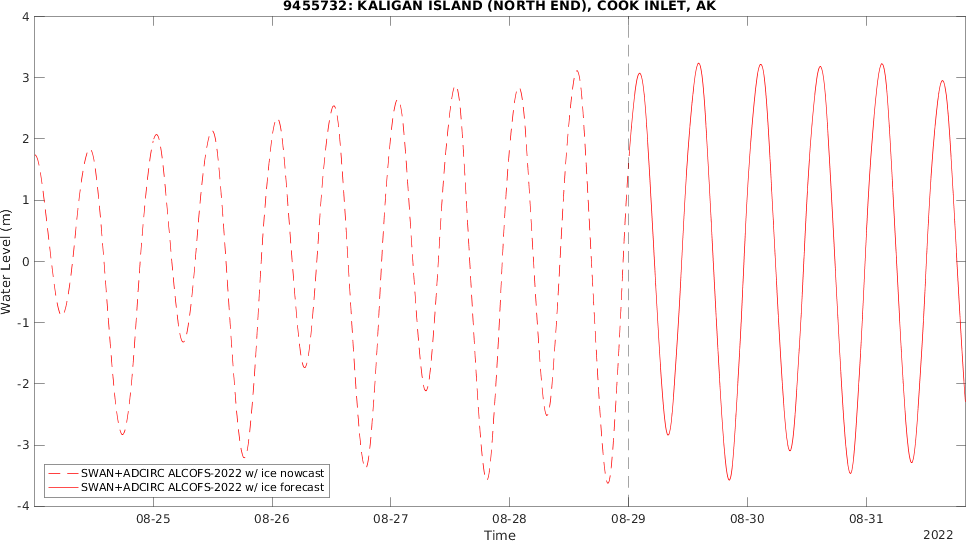 9455732: KALIGAN ISLAND (NORTH END), COOK INLET, AK
4
3
2
1
0
-1
-2
-3
-4
Water Level (m)
SWAN+ADCIRC ALCOFS-2022 w/ ice nowcast
SWAN+ADCIRC ALCOFS-2022 w/ ice forecast
08-25 08-26 08-27 08-28 08-29 08-30 08-31
Time
2022